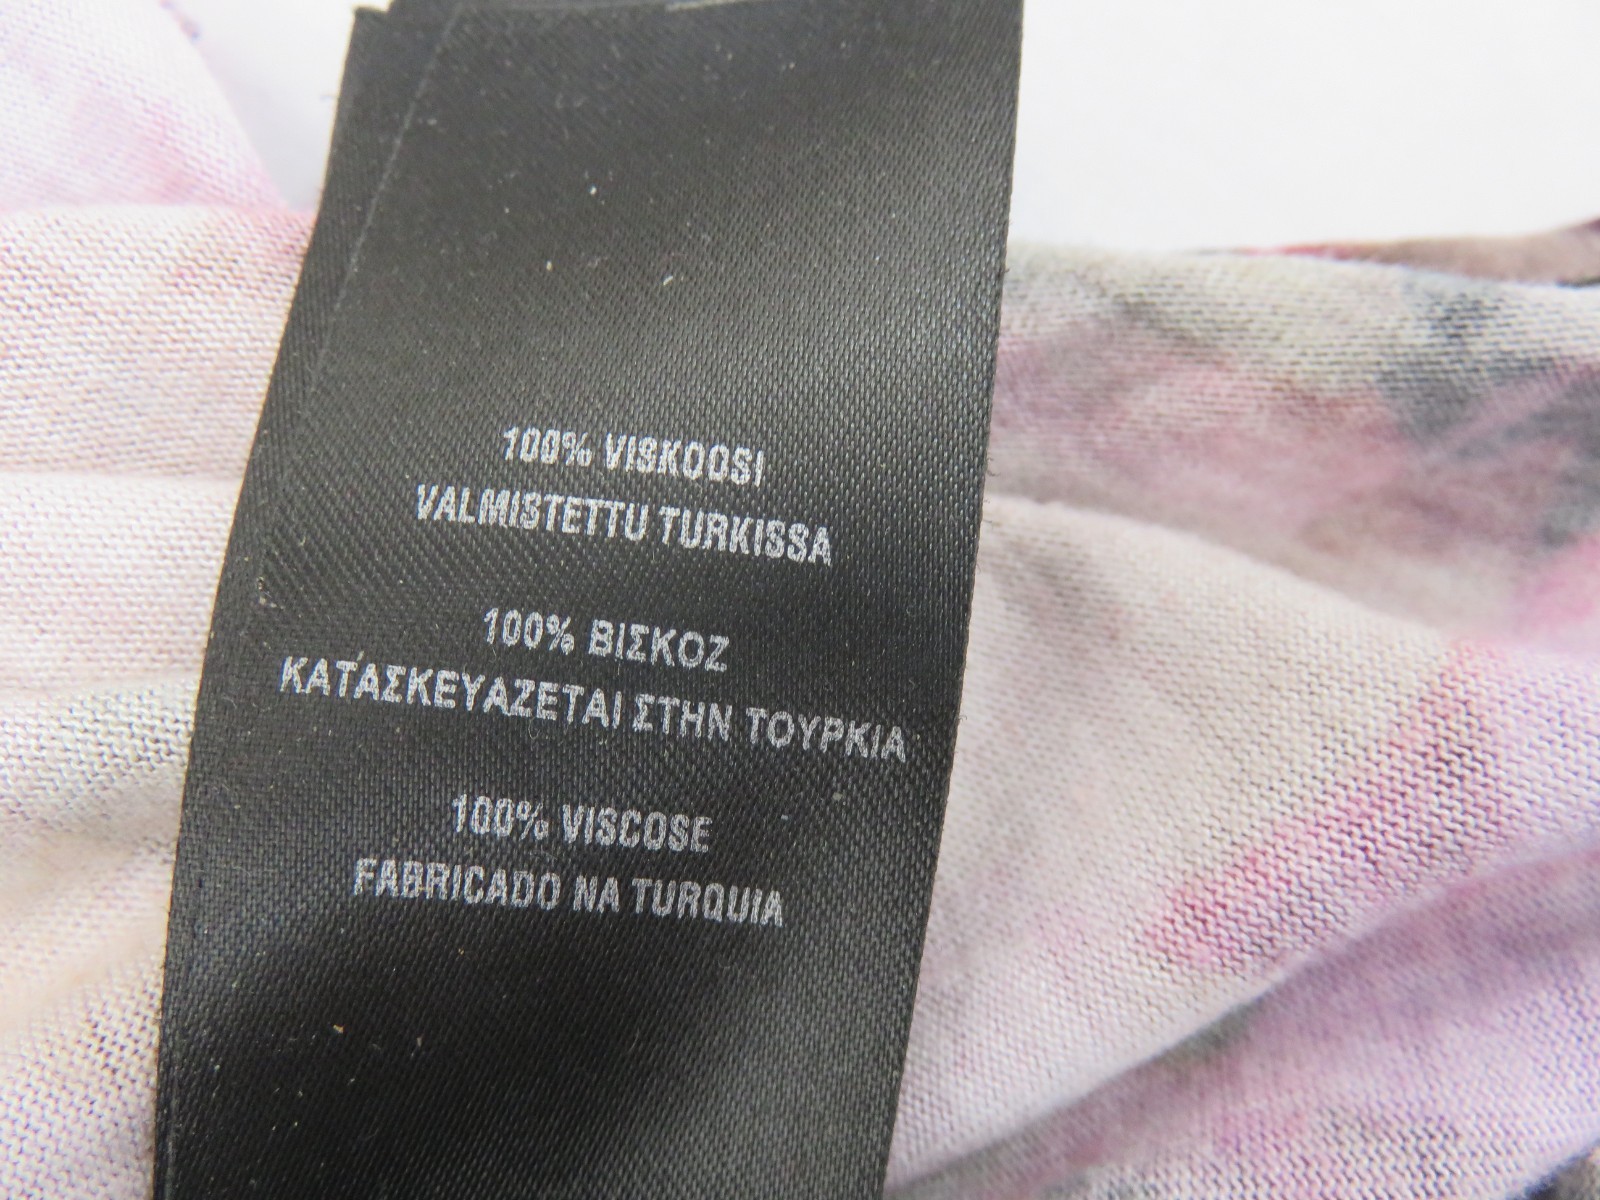 100% VISKOOSI
VALMISTETTU TURKISSA
100% ΒΙΣΚΟΖ
ΚΑΤΑΣΚΕΥΑΖΕΤΑΙ ΣΤΗΝ ΤΟΥΡΚΙΑ
100% VISCOSE
FABRICADO NA TURQUIA